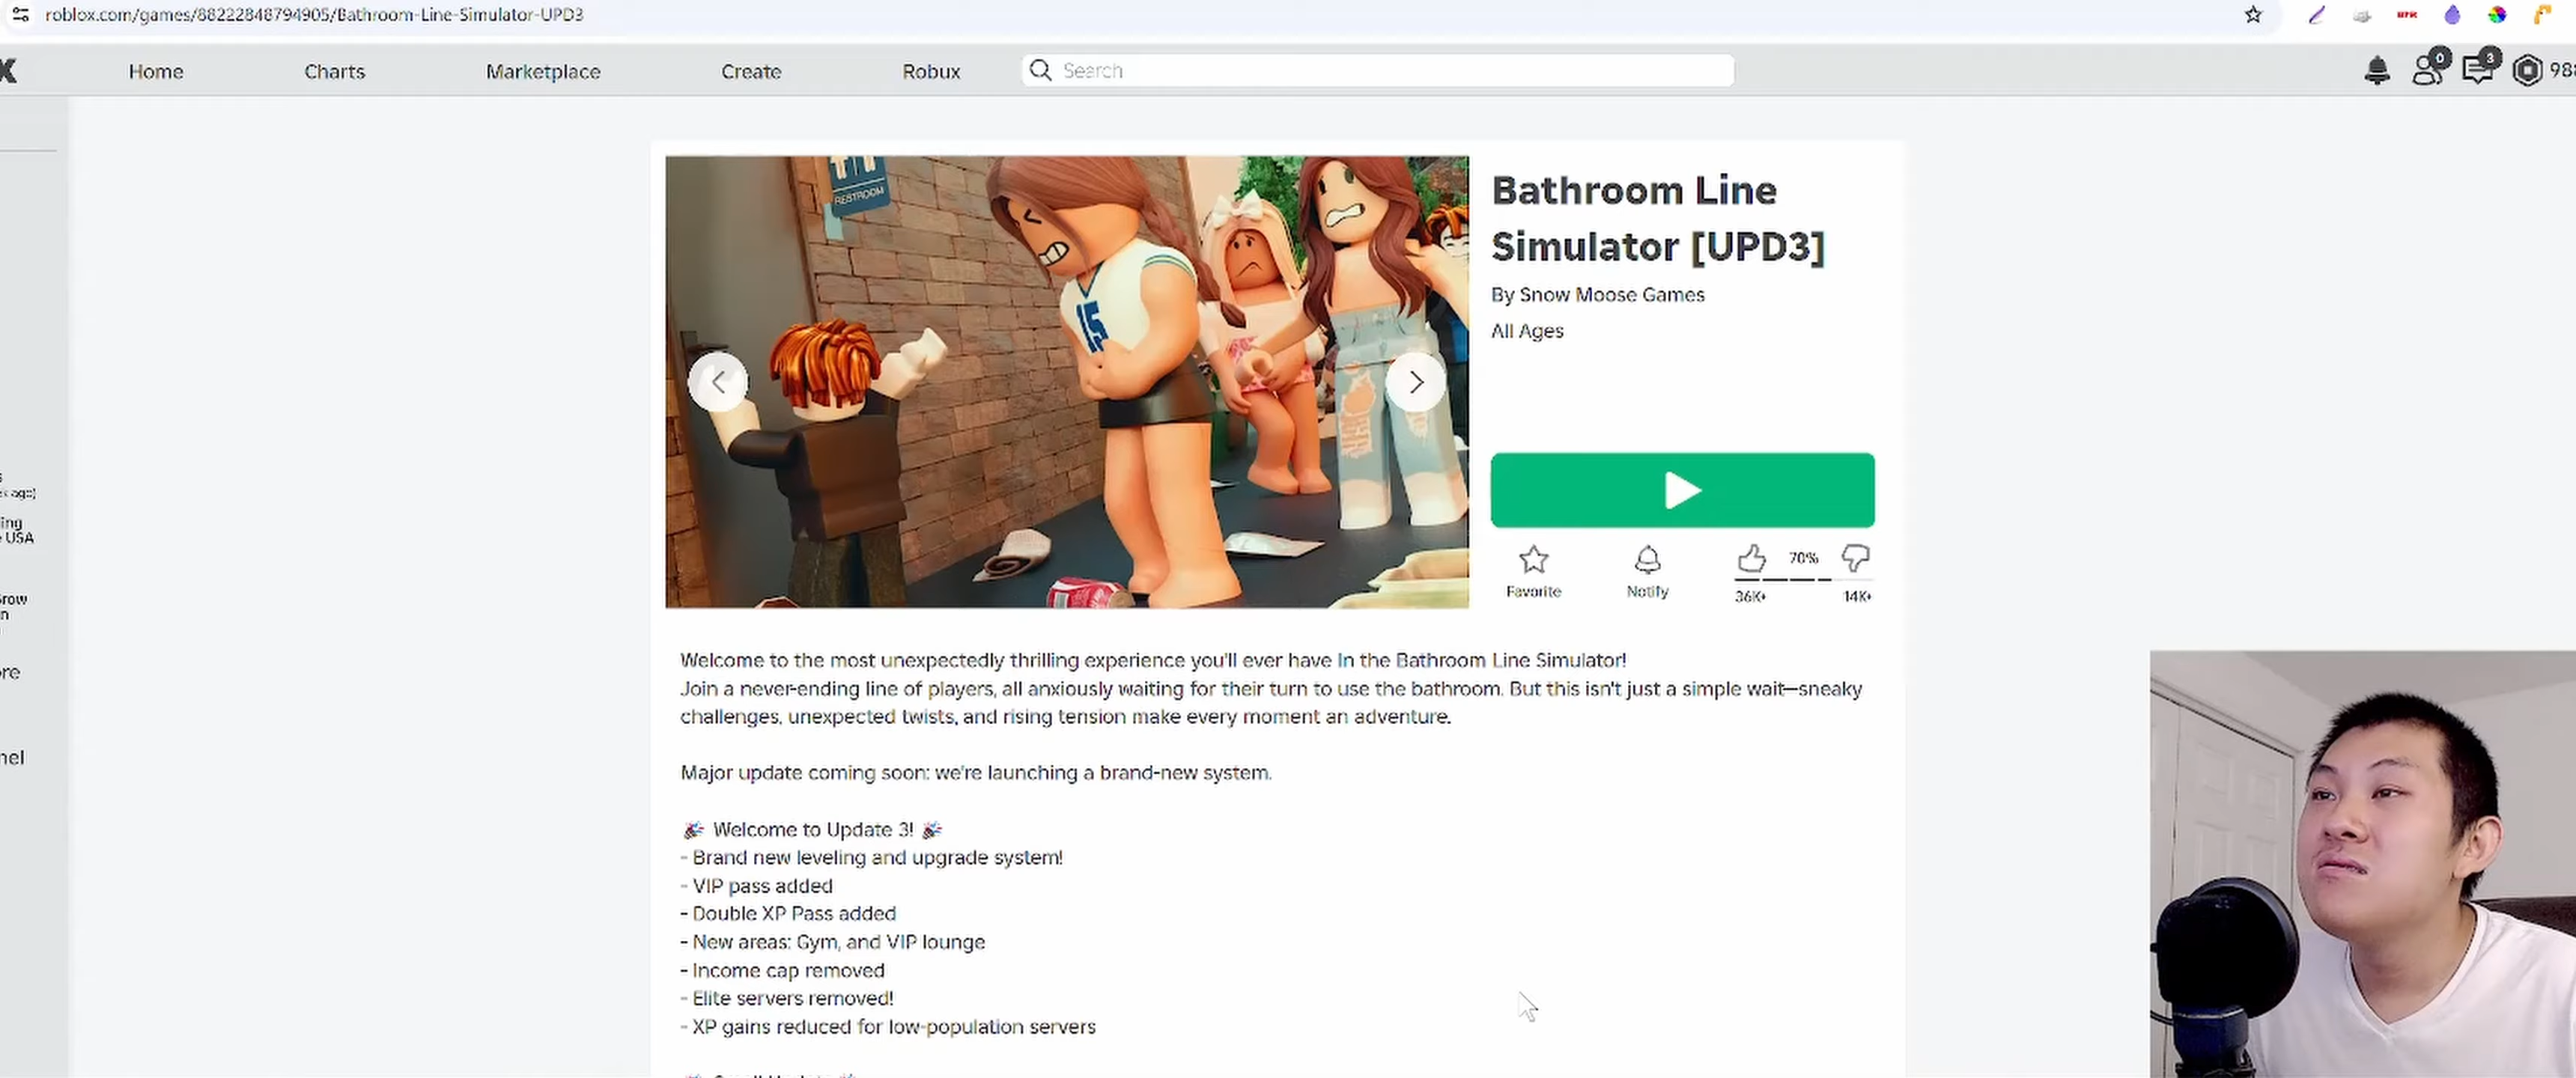 roblox.com/games/88222848794905/Bathroom-Line-Simulator-UPD3
Home
Charts
Marketplace
Create
Robux
Search
0
3
RESTROOM
15
Bathroom Line
Simulator [UPD3]
By Snow Moose Games
All Ages
Favorite
Notify
70%
36K+
14K+
Welcome to the most unexpectedly thrilling experience you'll ever have In the Bathroom Line Simulator!
Join a never-ending line of players, all anxiously waiting for their turn to use the bathroom. But this isn't just a simple wait—sneaky
challenges, unexpected twists, and rising tension make every moment an adventure.
Major update coming soon: we're launching a brand-new system.
🎉 Welcome to Update 3! 🎉
- Brand new leveling and upgrade system!
- VIP pass added
- Double XP Pass added
- New areas: Gym, and VIP lounge
- Income cap removed
- Elite servers removed!
- XP gains reduced for low-population servers